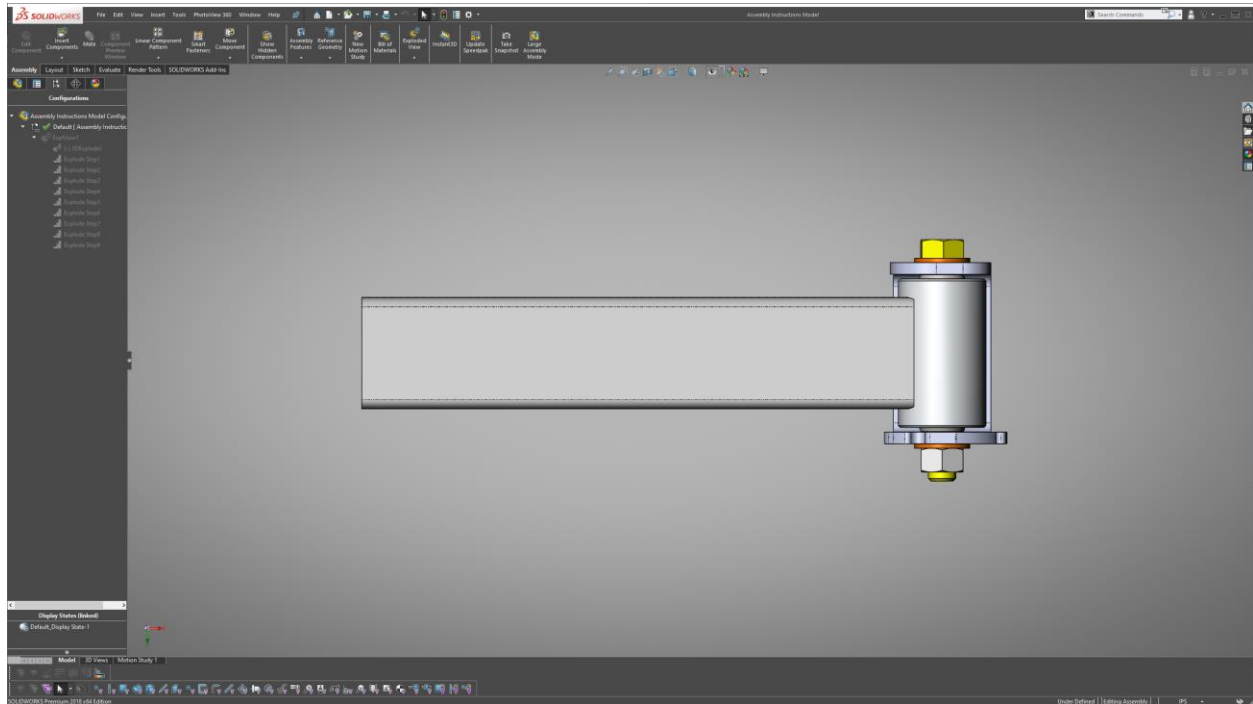 SOLIDWORKS File Edit View Insert Tools PhotoView 360 Window Help Assembly Instructions Model Search Commands
Edit Component
Insert Components
Mate
Component Preview Window
Linear Component Pattern
Smart Fasteners
Move Component
Show Hidden Components
Assembly Features
Reference Geometry
New Motion Study
Bill of Materials
Exploded View
Instant3D
Update Speedpak
Take Snapshot
Large Assembly Mode
Assembly Layout Sketch Evaluate Render Tools SOLIDWORKS Add-Ins
Configurations
Assembly Instructions Model Configu
Default [ Assembly Instructic
ExplView1
Explode Step1
Explode Step2
Explode Step3
Explode Step4
Explode Step5
Explode Step6
Explode Step7
Explode Step8
Explode Step9
Display States (linked)
Default_Display State-1
Model 3D Views Motion Study 1
SOLIDWORKS Premium 2018 x64 Edition Under Defined Editing Assembly IPS